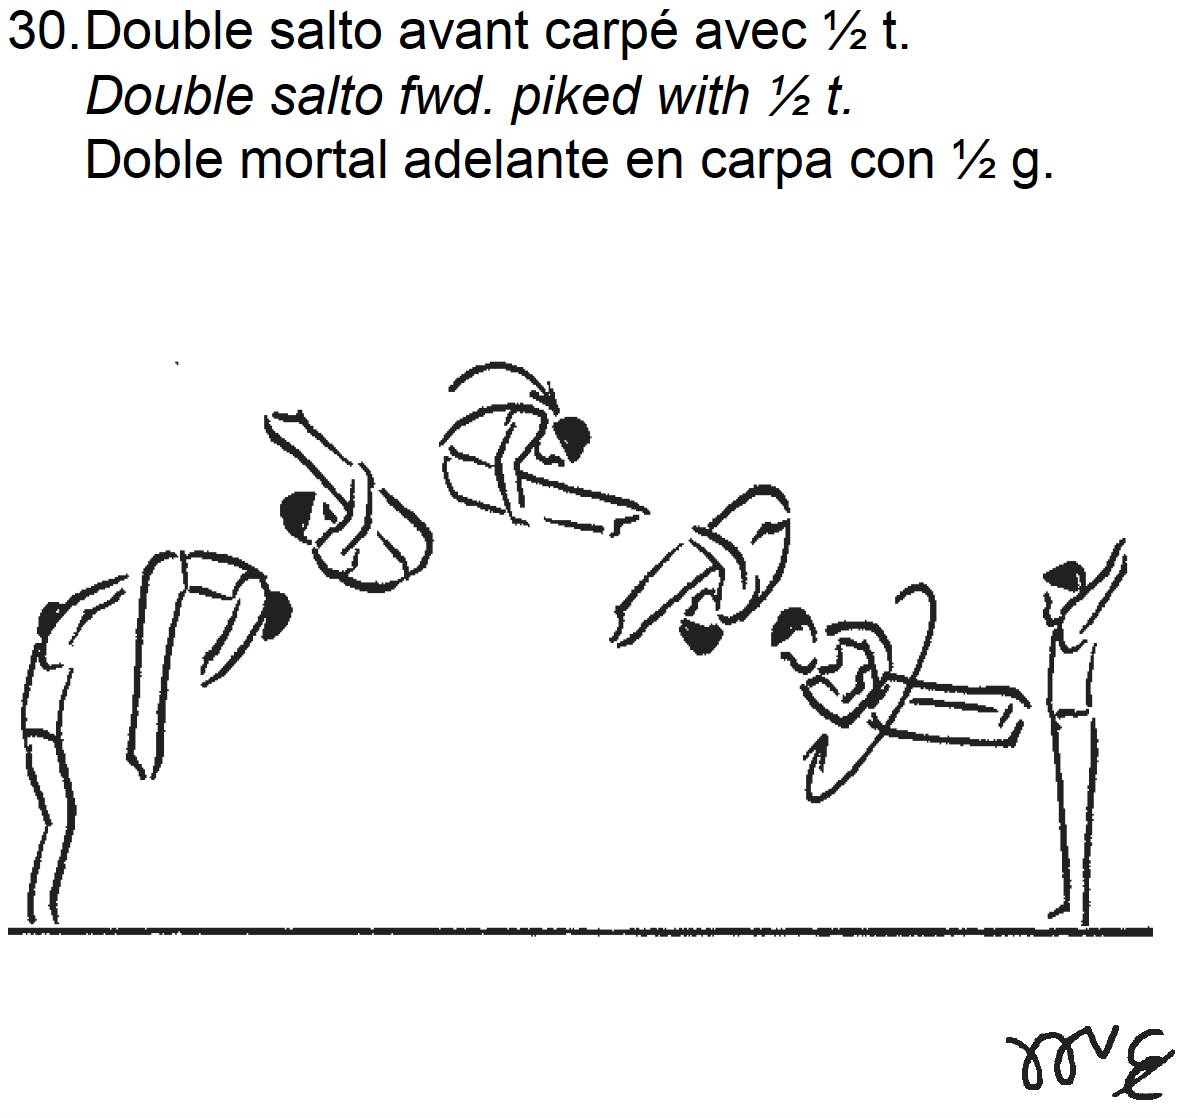 30.Double salto avant carpé avec ½ t.
Double salto fwd. piked with ½ t.
Doble mortal adelante en carpa con ½ g.